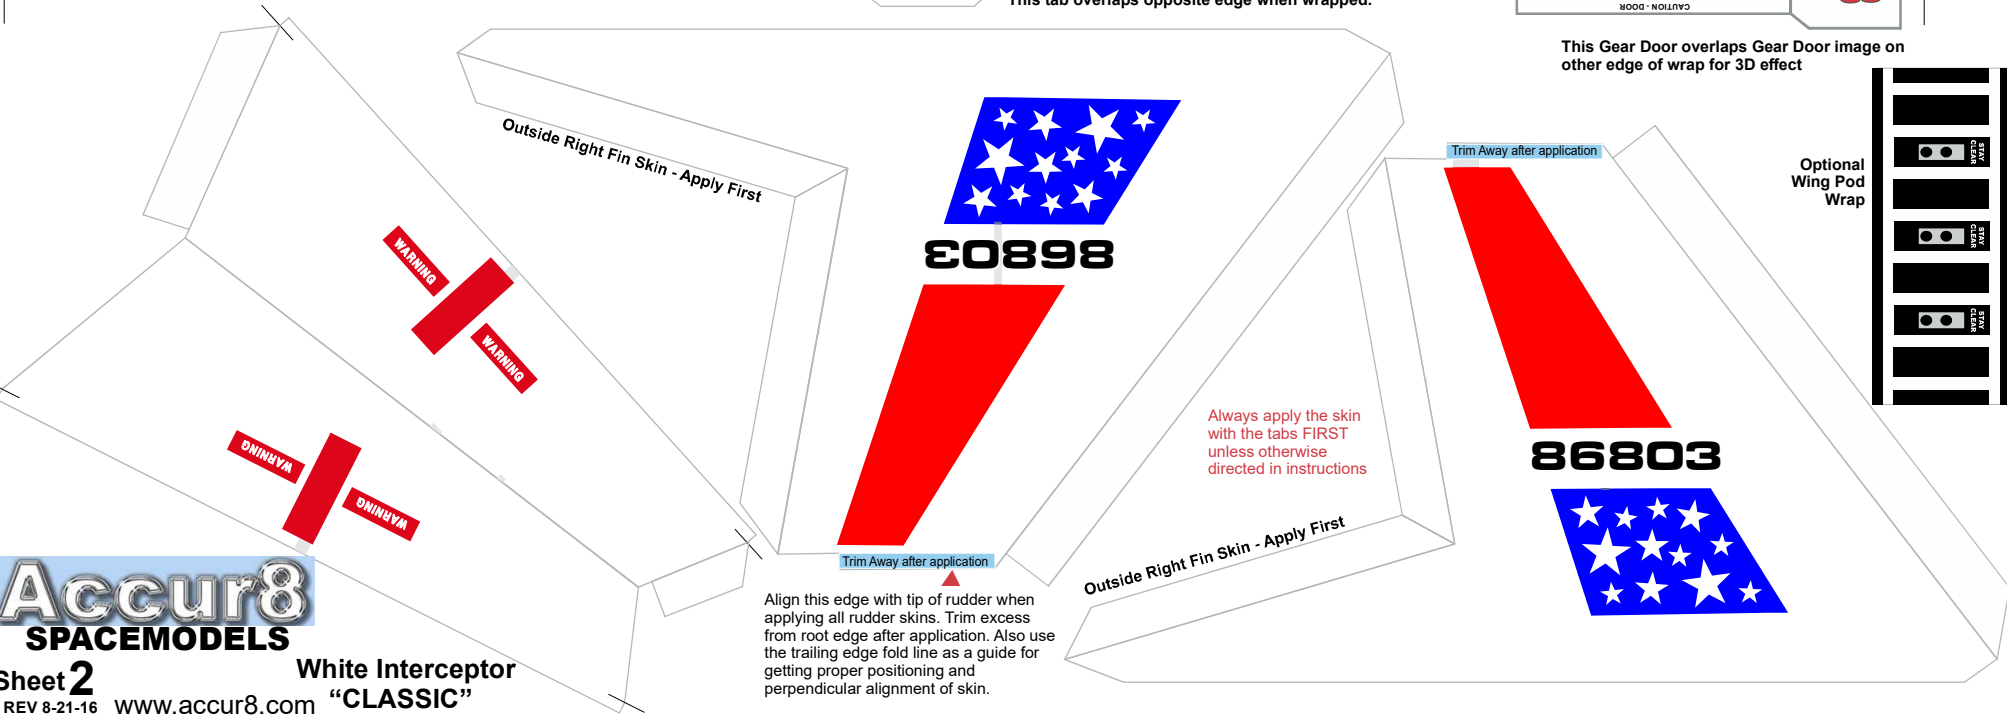 This tab overlaps opposite edge when wrapped.
CAUTION - DOOR
This Gear Door overlaps Gear Door image on
other edge of wrap for 3D effect
Outside Right Fin Skin - Apply First
86803
Trim Away after application
Align this edge with tip of rudder when
applying all rudder skins. Trim excess
from root edge after application. Also use
the trailing edge fold line as a guide for
getting proper positioning and
perpendicular alignment of skin.
WARNING
WARNING
WARNING
WARNING
Trim Away after application
86803
Always apply the skin
with the tabs FIRST
unless otherwise
directed in instructions
Outside Right Fin Skin - Apply First
Optional
Wing Pod
Wrap
STAY
CLEAR
STAY
CLEAR
STAY
CLEAR
Accur8
SPACEMODELS
Sheet 2
REV 8-21-16
www.accur8.com
White Interceptor
“CLASSIC”